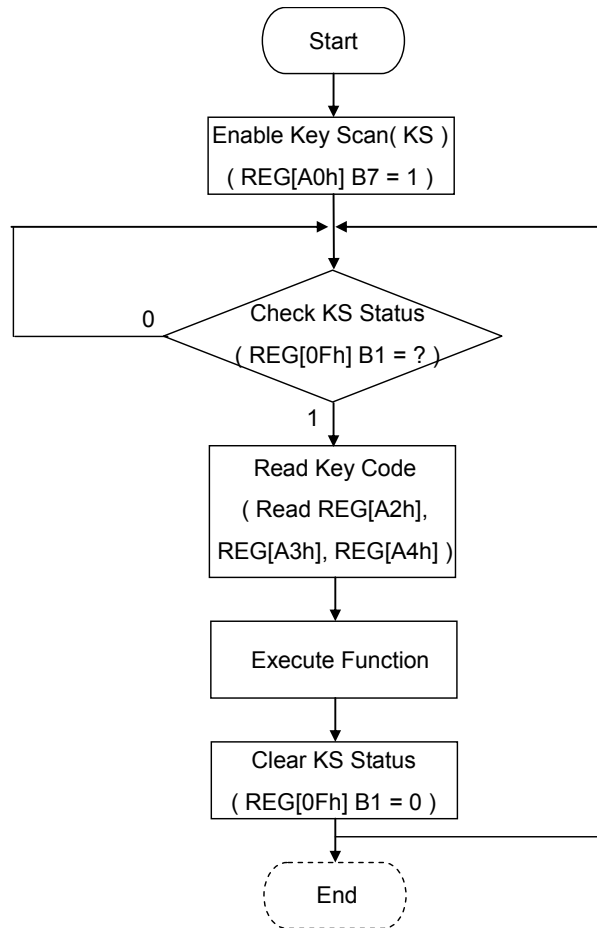 Start
Enable Key Scan( KS )
( REG[A0h] B7 = 1 )
Check KS Status
0
( REG[0Fh] B1 = ? )
1
Read Key Code
( Read REG[A2h],
REG[A3h], REG[A4h] )
Execute Function
Clear KS Status
( REG[0Fh] B1 = 0 )
End